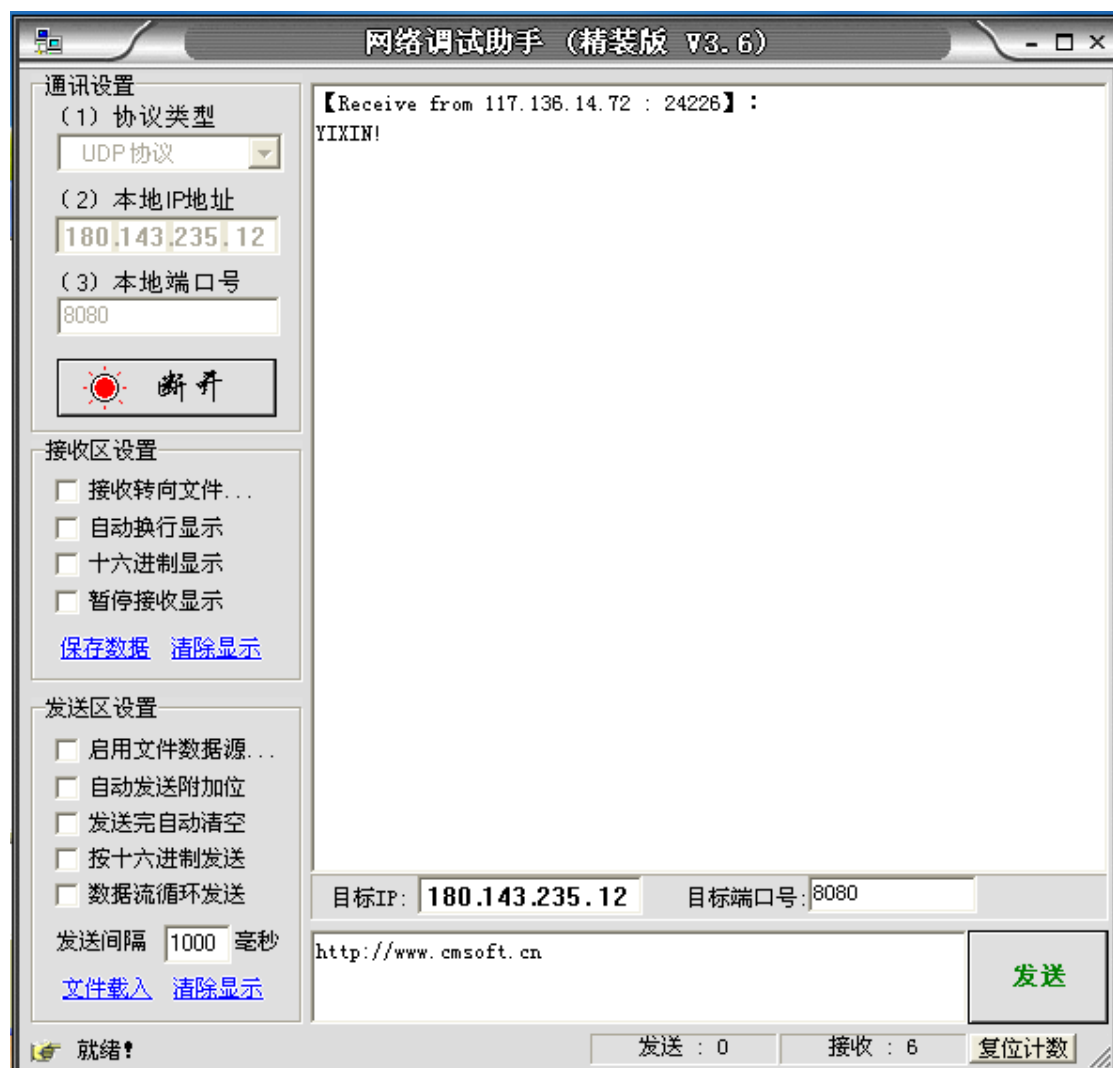 网络调试助手 (精装版 V3.6)
通讯设置
(1) 协议类型
UDP协议
(2) 本地IP地址
180.143.235.12
(3) 本地端口号
8080
断开
接收区设置
接收转向文件...
自动换行显示
十六进制显示
暂停接收显示
保存数据 清除显示
发送区设置
启用文件数据源...
自动发送附加位
发送完自动清空
按十六进制发送
数据流循环发送
发送间隔 1000 毫秒
文件载入 清除显示
【Receive from 117.136.14.72 : 24226】:
YIXIN!
目标IP: 180.143.235.12 目标端口号: 8080
http://www.cmsoft.cn
发送
就绪! 发送 : 0 接收 : 6 复位计数